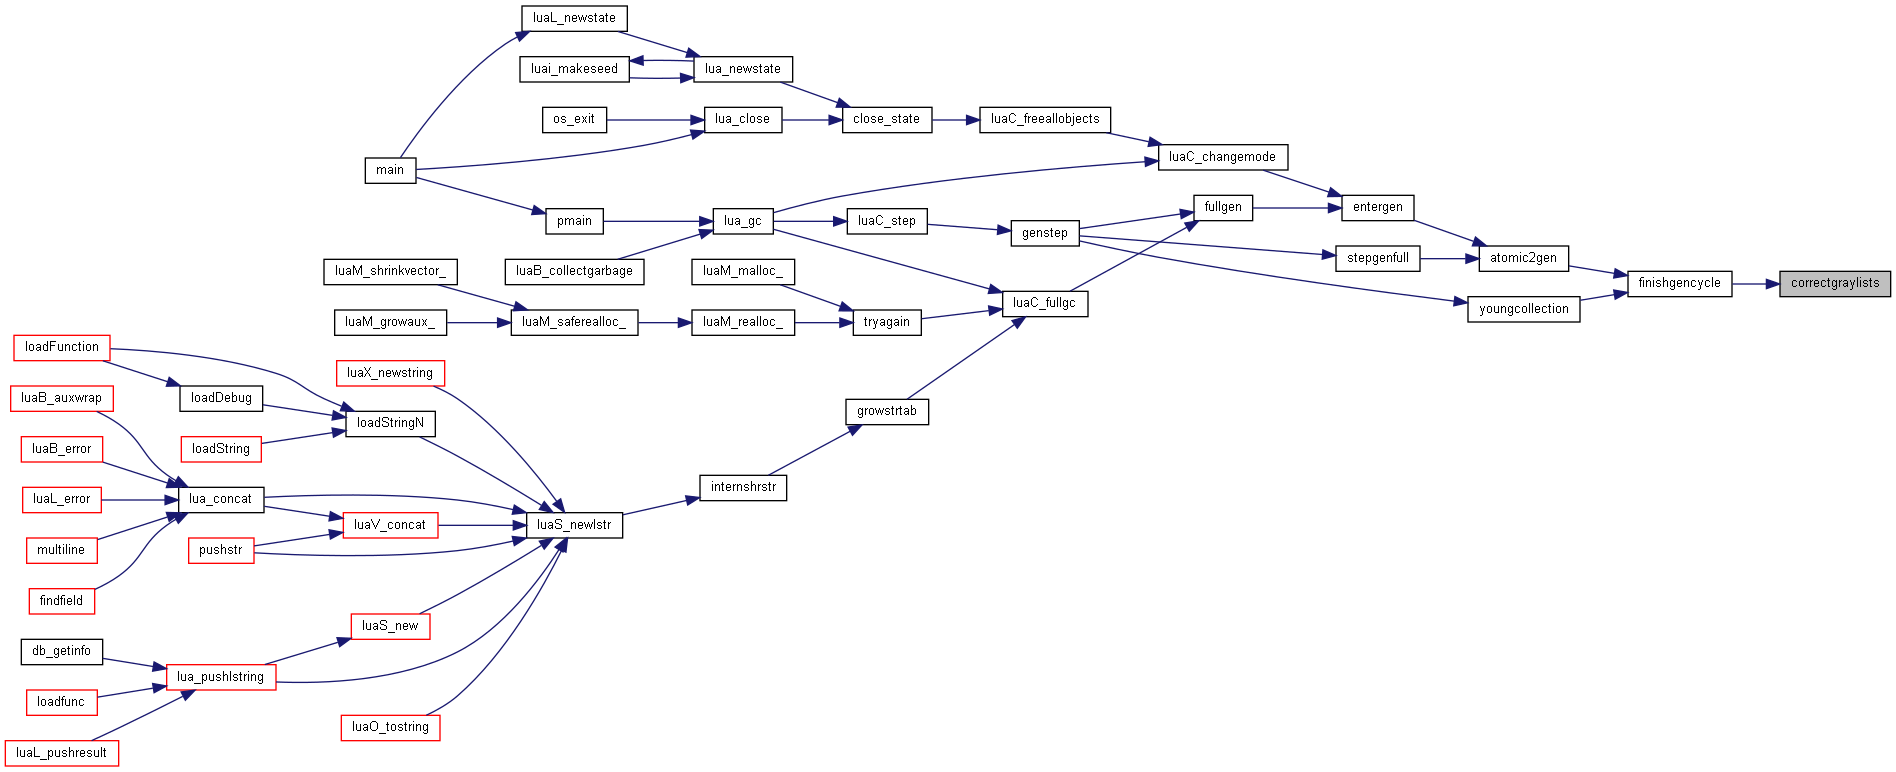 luaL_newstate
luai_makeseed
lua_newstate
os_exit
lua_close
close_state
luaC_freeallobjects
main
luaC_changemode
pmain
lua_gc
luaC_step
genstep
fullgen
entergen
luaM_shrinkvector_
luaB_collectgarbage
luaM_malloc_
stepgenfull
atomic2gen
finishgencycle
correctgraylists
luaM_growaux_
luaM_saferealloc_
luaM_realloc_
tryagain
luaC_fullgc
youngcollection
loadFunction
luaX_newstring
luaB_auxwrap
loadDebug
loadStringN
growstrtab
luaB_error
loadString
luaL_error
lua_concat
internshrstr
multiline
pushstr
luaV_concat
luaS_newlstr
findfield
luaS_new
db_getinfo
lua_pushlstring
loadfunc
luaO_tostring
luaL_pushresult